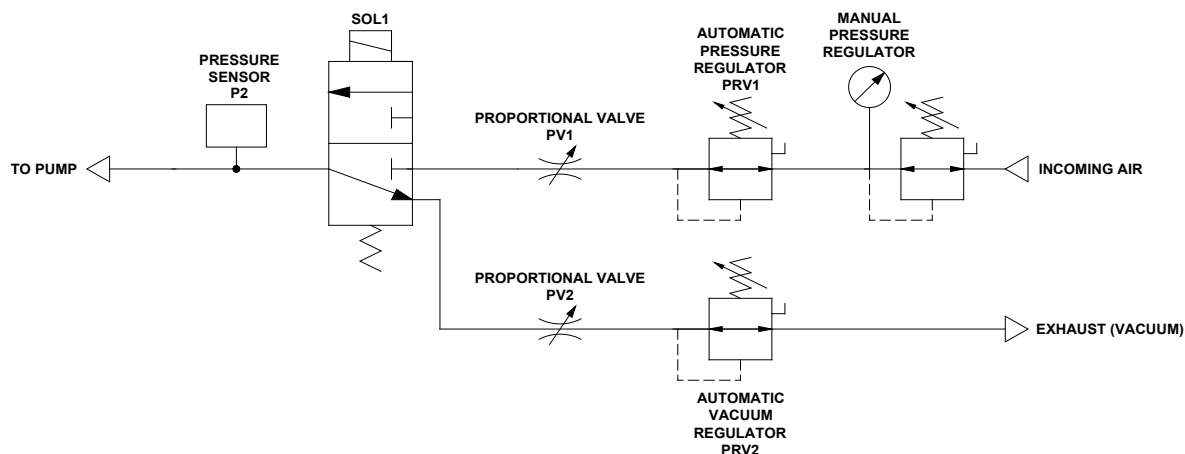 SOL1
PRESSURE
SENSOR
P2
AUTOMATIC
PRESSURE
REGULATOR
PRV1
MANUAL
PRESSURE
REGULATOR
PROPORTIONAL VALVE
PV1
TO PUMP
INCOMING AIR
PROPORTIONAL VALVE
PV2
EXHAUST (VACUUM)
AUTOMATIC
VACUUM
REGULATOR
PRV2